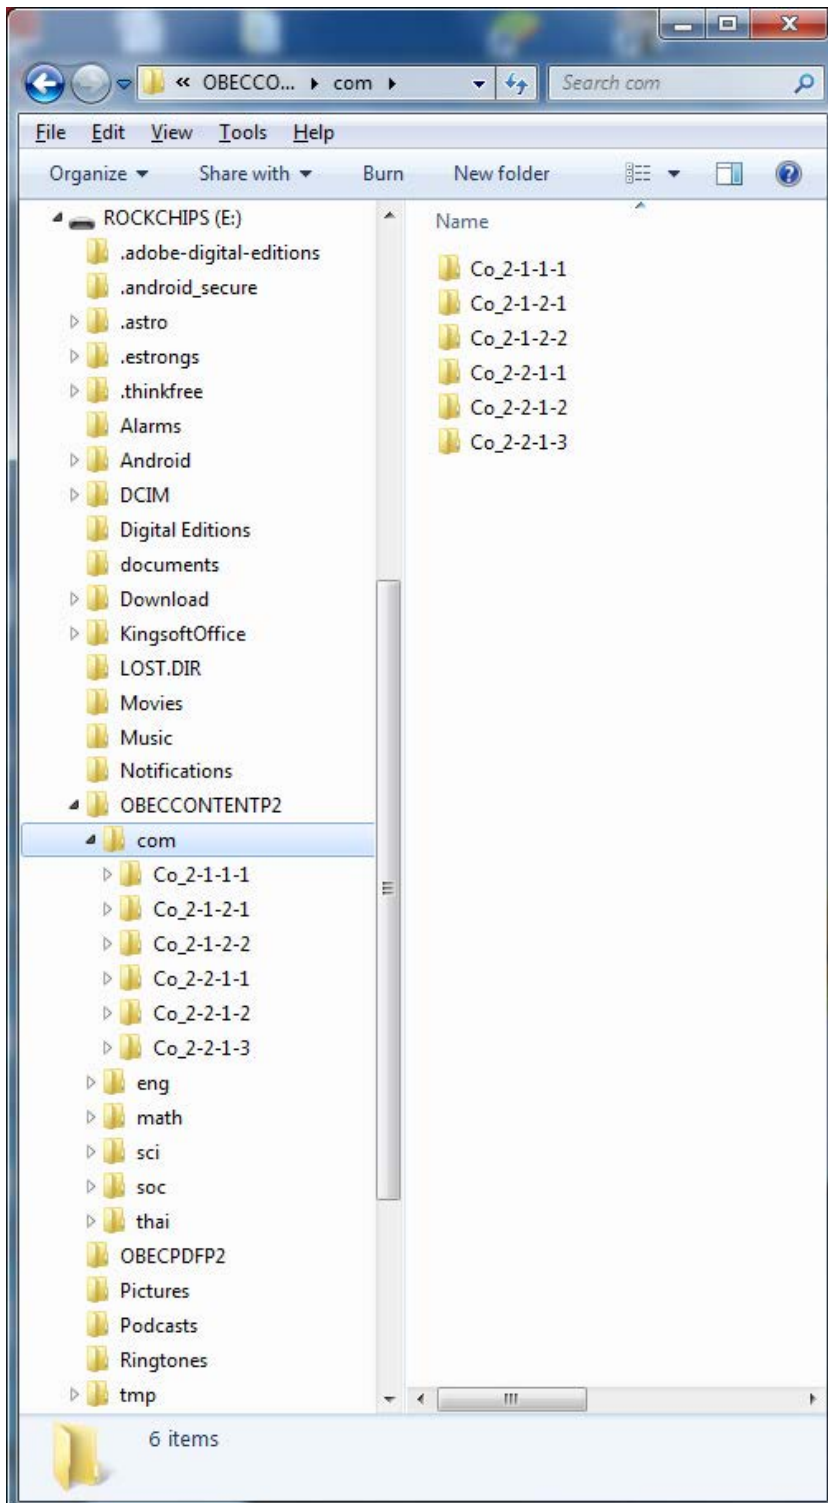 « OBECCO... com Search com
File Edit View Tools Help
Organize Share with Burn New folder
ROCKCHIPS (E:)
.adobe-digital-editions
.android_secure
.astro
.estrongs
.thinkfree
Alarms
Android
DCIM
Digital Editions
documents
Download
KingsoftOffice
LOST.DIR
Movies
Music
Notifications
OBECCONTENTP2
com
Co_2-1-1-1
Co_2-1-2-1
Co_2-1-2-2
Co_2-2-1-1
Co_2-2-1-2
Co_2-2-1-3
eng
math
sci
soc
thai
OBECPDFP2
Pictures
Podcasts
Ringtones
tmp
Name
Co_2-1-1-1
Co_2-1-2-1
Co_2-1-2-2
Co_2-2-1-1
Co_2-2-1-2
Co_2-2-1-3
6 items